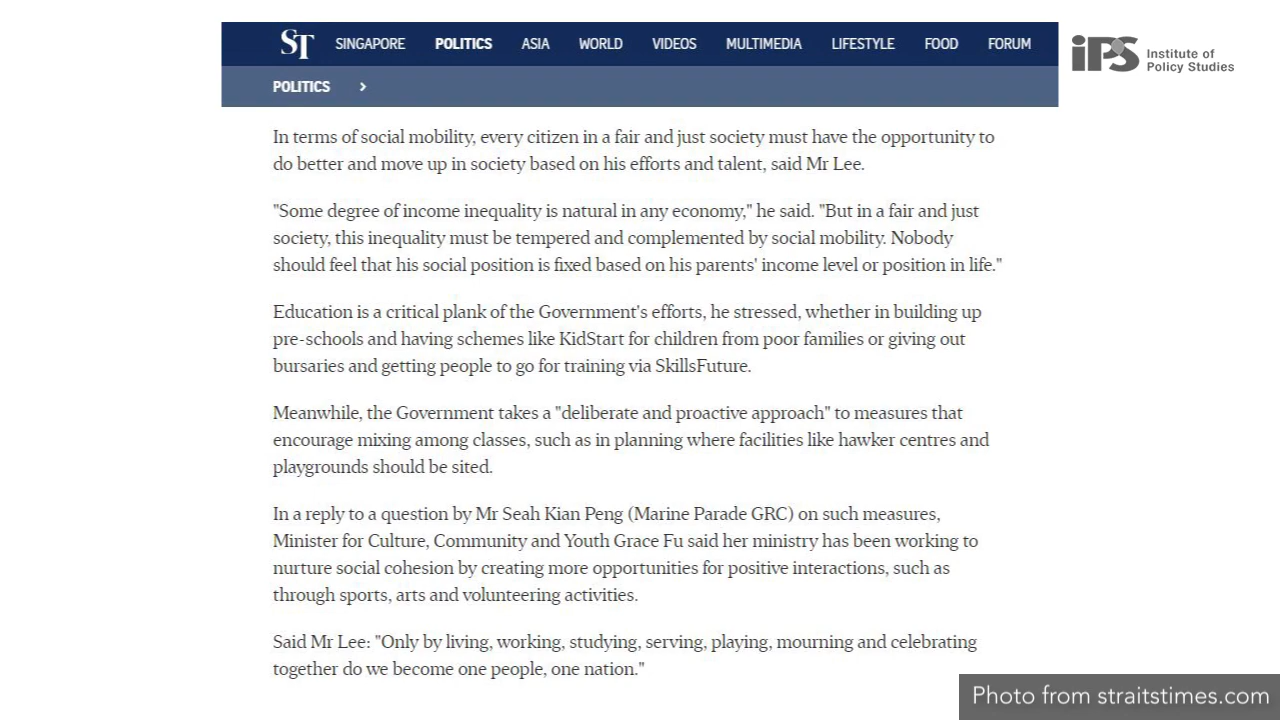 ST SINGAPORE POLITICS ASIA WORLD VIDEOS MULTIMEDIA LIFESTYLE FOOD FORUM
iPS Institute of
Policy Studies
POLITICS >
In terms of social mobility, every citizen in a fair and just society must have the opportunity to
do better and move up in society based on his efforts and talent, said Mr Lee.
"Some degree of income inequality is natural in any economy," he said. "But in a fair and just
society, this inequality must be tempered and complemented by social mobility. Nobody
should feel that his social position is fixed based on his parents' income level or position in life."
Education is a critical plank of the Government's efforts, he stressed, whether in building up
pre-schools and having schemes like KidStart for children from poor families or giving out
bursaries and getting people to go for training via SkillsFuture.
Meanwhile, the Government takes a "deliberate and proactive approach" to measures that
encourage mixing among classes, such as in planning where facilities like hawker centres and
playgrounds should be sited.
In a reply to a question by Mr Seah Kian Peng (Marine Parade GRC) on such measures,
Minister for Culture, Community and Youth Grace Fu said her ministry has been working to
nurture social cohesion by creating more opportunities for positive interactions, such as
through sports, arts and volunteering activities.
Said Mr Lee: "Only by living, working, studying, serving, playing, mourning and celebrating
together do we become one people, one nation."
Photo from straitstimes.com